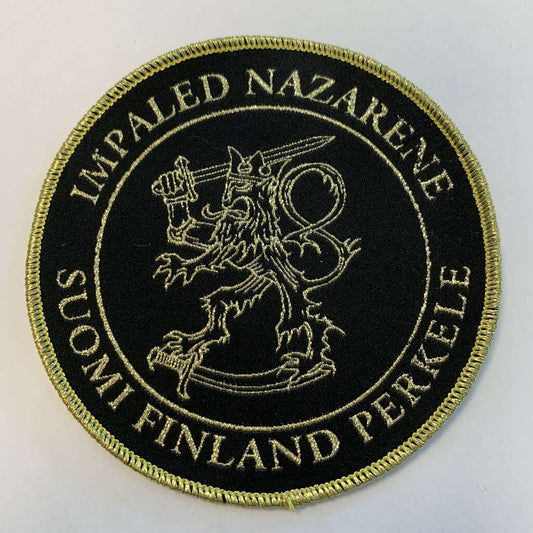 IMPALED NAZARENE
SUOMI FINLAND PERKELE